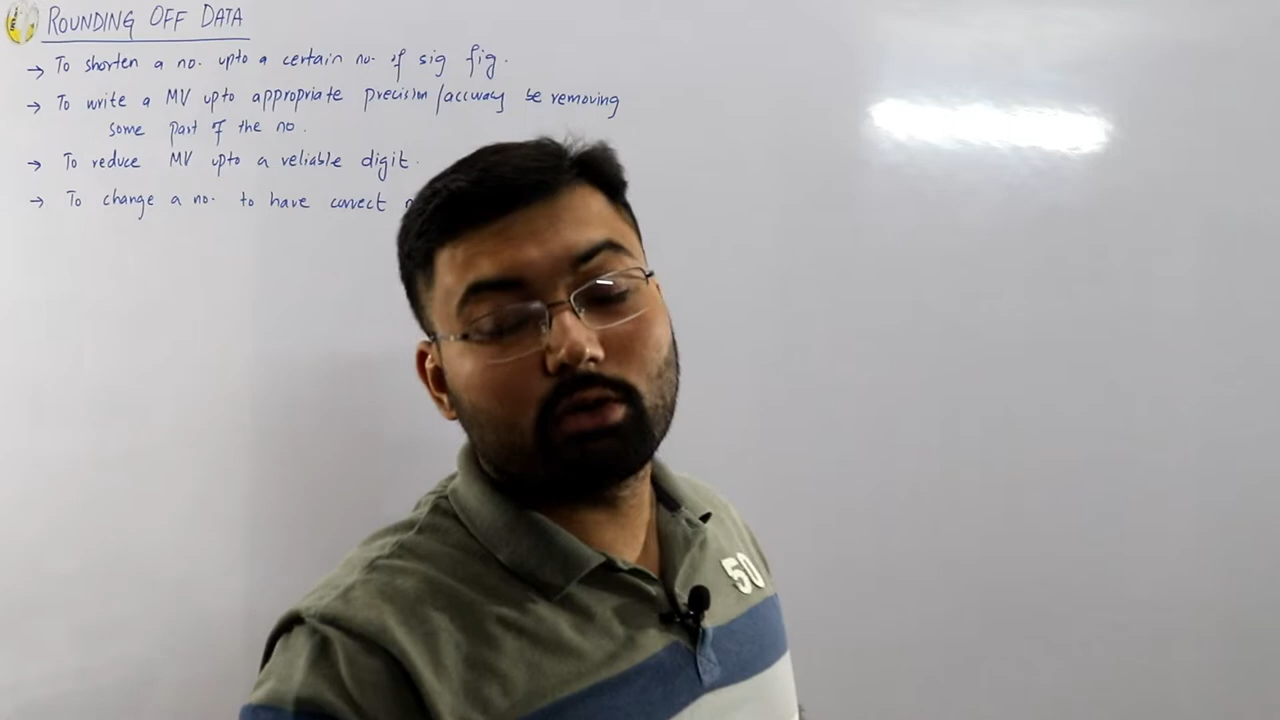 ROUNDING OFF DATA
→ To shorten a no. upto a certain no. of sig fig.
→ To write a MV upto appropriate precision/accuracy be removing
some part of the no.
→ To reduce MV upto a reliable digit.
→ To change a no. to have correct
50